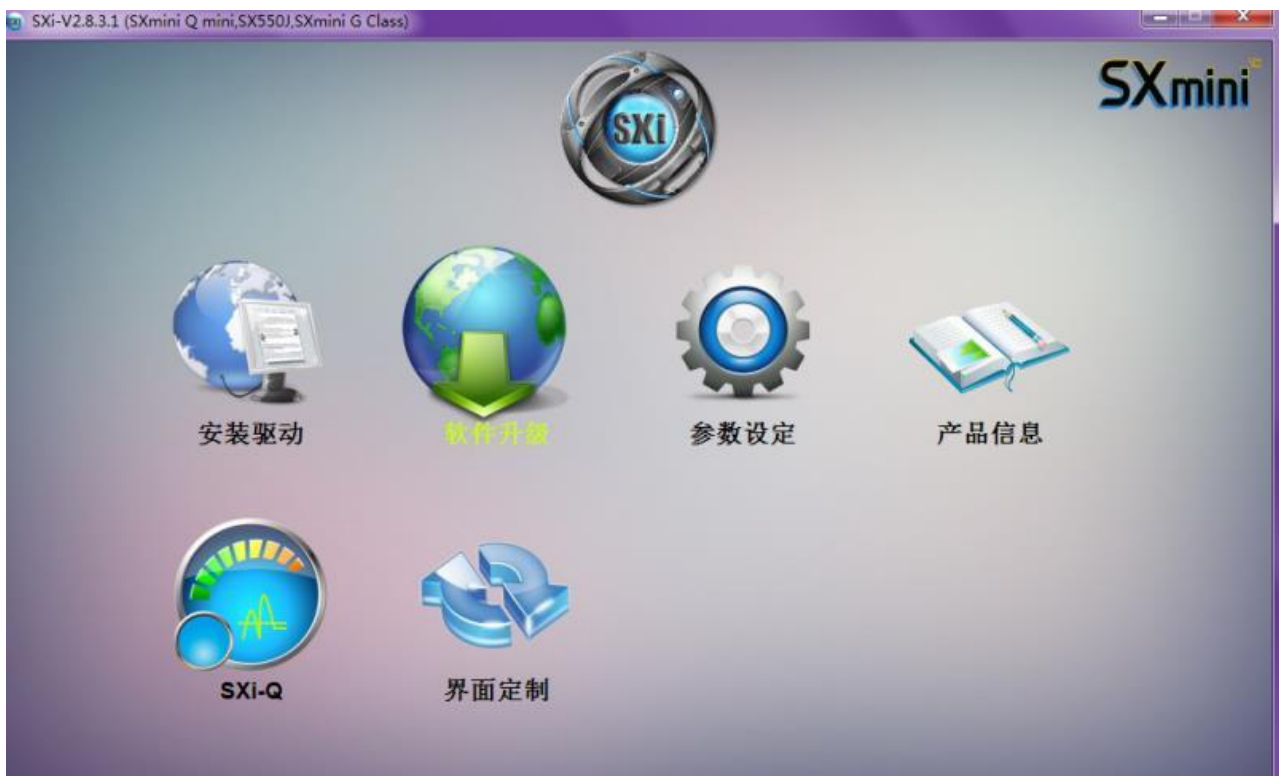 SXi-V2.8.3.1 (SXmini Q mini,SX550J,SXmini G Class)
SXmini
SXi
安装驱动
软件升级
参数设定
产品信息
SXi-Q
界面定制